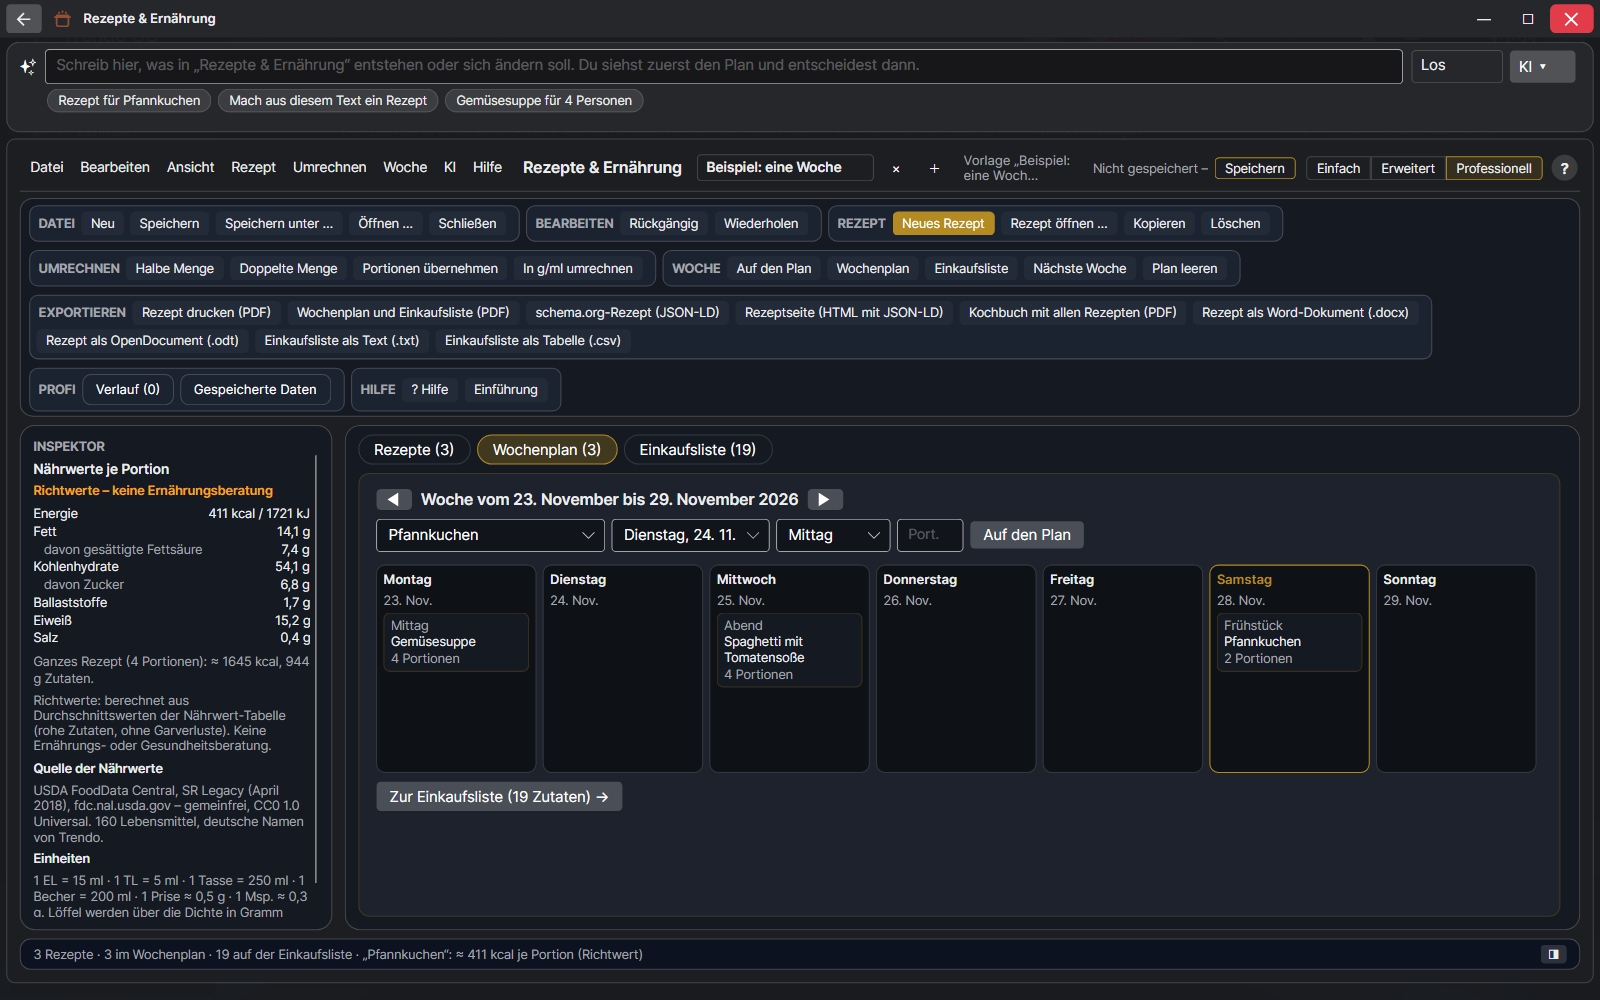 Rezepte & Ernährung
Schreib hier, was in „Rezepte & Ernährung“ entstehen oder sich ändern soll. Du siehst zuerst den Plan und entscheidest dann.
Los
KI
Rezept für Pfannkuchen
Mach aus diesem Text ein Rezept
Gemüsesuppe für 4 Personen
Datei
Bearbeiten
Ansicht
Rezept
Umrechnen
Woche
KI
Hilfe
Rezepte & Ernährung
Beispiel: eine Woche
×
+
Vorlage „Beispiel:
eine Woch...
Nicht gespeichert –
Speichern
Einfach
Erweitert
Professionell
?
DATEI Neu Speichern Speichern unter ... Öffnen ... Schließen
BEARBEITEN Rückgängig Wiederholen
REZEPT Neues Rezept Rezept öffnen ... Kopieren Löschen
UMRECHNEN Halbe Menge Doppelte Menge Portionen übernehmen In g/ml umrechnen
WOCHE Auf den Plan Wochenplan Einkaufsliste Nächste Woche Plan leeren
EXPORTIEREN Rezept drucken (PDF) Wochenplan und Einkaufsliste (PDF) schema.org-Rezept (JSON-LD) Rezeptseite (HTML mit JSON-LD) Kochbuch mit allen Rezepten (PDF) Rezept als Word-Dokument (.docx)
Rezept als OpenDocument (.odt) Einkaufsliste als Text (.txt) Einkaufsliste als Tabelle (.csv)
PROFI Verlauf (0) Gespeicherte Daten
HILFE ? Hilfe Einführung
INSPEKTOR
Nährwerte je Portion
Richtwerte – keine Ernährungsberatung
Energie 411 kcal / 1721 kJ
Fett 14,1 g
davon gesättigte Fettsäure 7,4 g
Kohlenhydrate 54,1 g
davon Zucker 6,8 g
Ballaststoffe 1,7 g
Eiweiß 15,2 g
Salz 0,4 g
Ganzes Rezept (4 Portionen): ≈ 1645 kcal, 944
g Zutaten.
Richtwerte: berechnet aus
Durchschnittswerten der Nährwert-Tabelle
(rohe Zutaten, ohne Garverluste). Keine
Ernährungs- oder Gesundheitsberatung.
Quelle der Nährwerte
USDA FoodData Central, SR Legacy (April
2018), fdc.nal.usda.gov – gemeinfrei, CC0 1.0
Universal. 160 Lebensmittel, deutsche Namen
von Trendo.
Einheiten
1 EL = 15 ml · 1 TL = 5 ml · 1 Tasse = 250 ml · 1
Becher = 200 ml · 1 Prise ≈ 0,5 g · 1 Msp. ≈ 0,3
g. Löffel werden über die Dichte in Gramm
Rezepte (3)
Wochenplan (3)
Einkaufsliste (19)
Woche vom 23. November bis 29. November 2026
Pfannkuchen
Dienstag, 24. 11.
Mittag
Port.
Auf den Plan
Montag
23. Nov.
Mittag
Gemüsesuppe
4 Portionen
Dienstag
24. Nov.
Mittwoch
25. Nov.
Abend
Spaghetti mit
Tomatensoße
4 Portionen
Donnerstag
26. Nov.
Freitag
27. Nov.
Samstag
28. Nov.
Frühstück
Pfannkuchen
2 Portionen
Sonntag
29. Nov.
Zur Einkaufsliste (19 Zutaten) →
3 Rezepte · 3 im Wochenplan · 19 auf der Einkaufsliste · „Pfannkuchen“: ≈ 411 kcal je Portion (Richtwert)